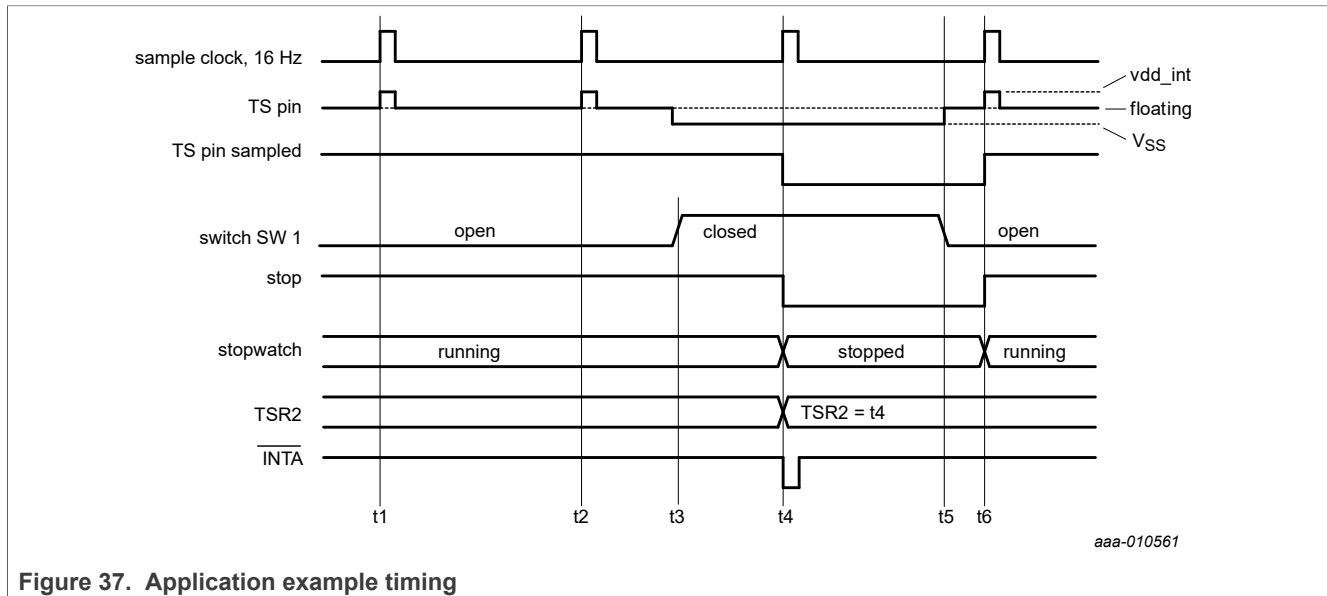 sample clock, 16 Hz
vdd_int
TS pin
floating
VSS
TS pin sampled
switch SW 1
open
closed
open
stop
stopwatch
running
stopped
running
TSR2
TSR2 = t4
INTA
t1 t2 t3 t4 t5 t6
aaa-010561
Figure 37. Application example timing